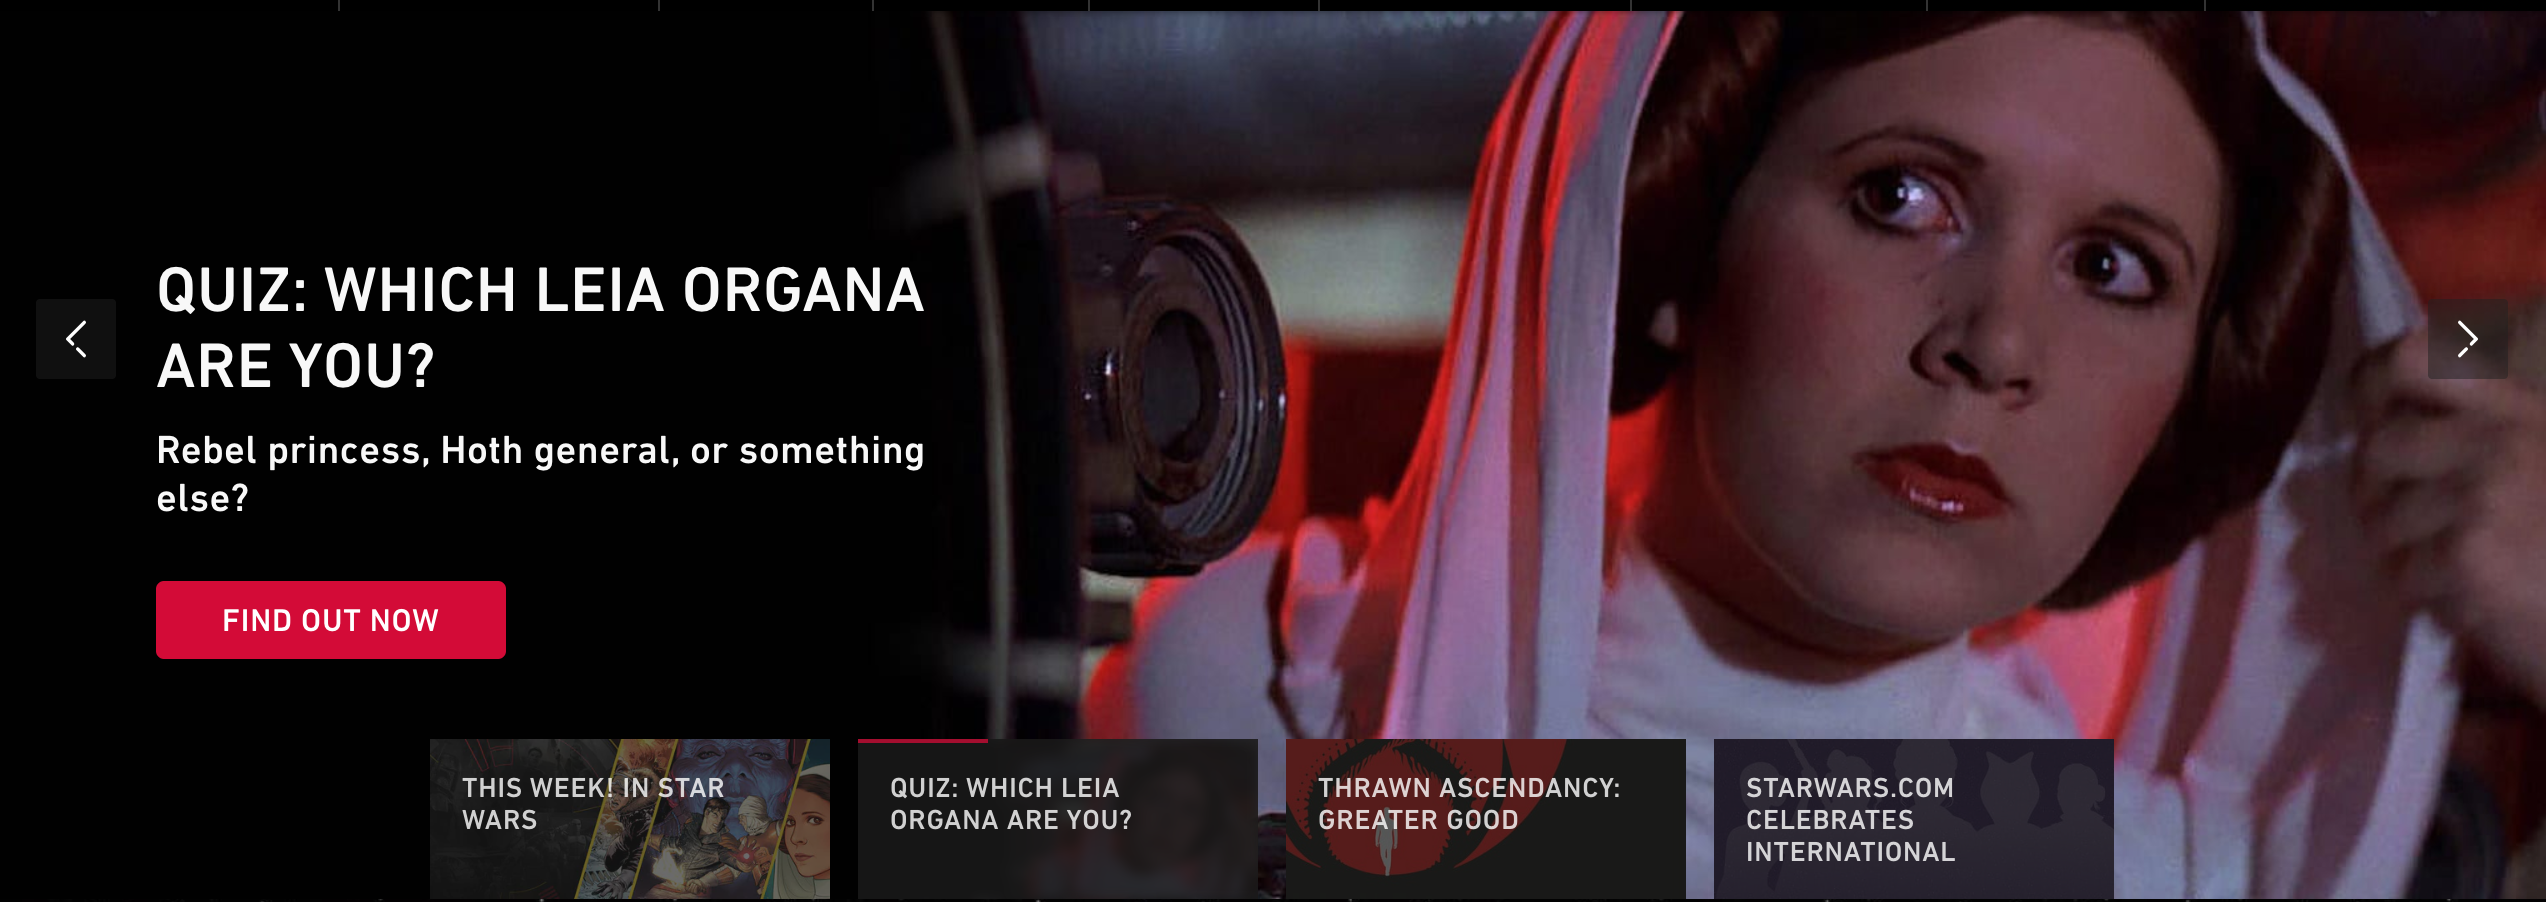 QUIZ: WHICH LEIA ORGANA
ARE YOU?
Rebel princess, Hoth general, or something
else?
FIND OUT NOW
THIS WEEK! IN STAR
WARS
QUIZ: WHICH LEIA
ORGANA ARE YOU?
THRAWN ASCENDANCY:
GREATER GOOD
STARWARS.COM
CELEBRATES
INTERNATIONAL